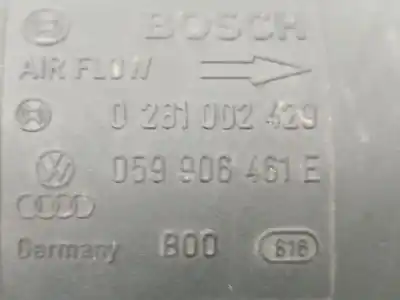 BOSCH
AIR FLOW
0 281 002 429
059 906 461 E
Germany 800 616